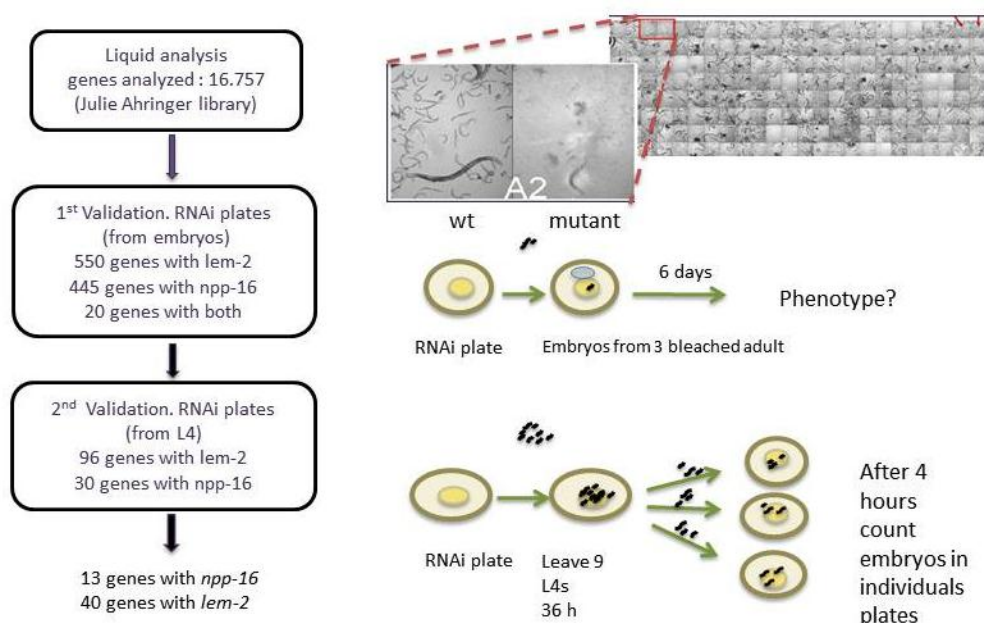 Liquid analysis
genes analyzed : 16.757
(Julie Ahringer library)
1st Validation. RNAi plates
(from embryos)
550 genes with lem-2
445 genes with npp-16
20 genes with both
2nd Validation. RNAi plates
(from L4)
96 genes with lem-2
30 genes with npp-16
13 genes with npp-16
40 genes with lem-2
A2
wt mutant
6 days
Phenotype?
RNAi plate Embryos from 3 bleached adult
RNAi plate
Leave 9
L4s
36 h
After 4
hours
count
embryos in
individuals
plates